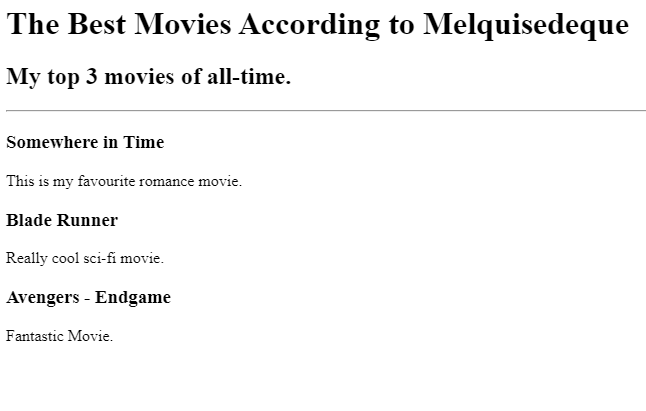 The Best Movies According to Melquisedeque
My top 3 movies of all-time.
Somewhere in Time
This is my favourite romance movie.
Blade Runner
Really cool sci-fi movie.
Avengers - Endgame
Fantastic Movie.